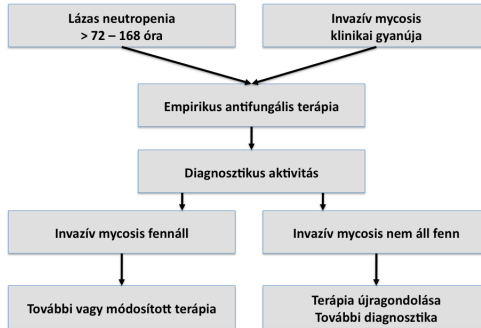 Lázas neutropenia
> 72 – 168 óra
Invazív mycosis
klinikai gyanúja
Empirikus antifungális terápia
Diagnosztikus aktivitás
Invazív mycosis fennáll
Invazív mycosis nem áll fenn
További vagy módosított terápia
Terápia újragondolása
További diagnosztika